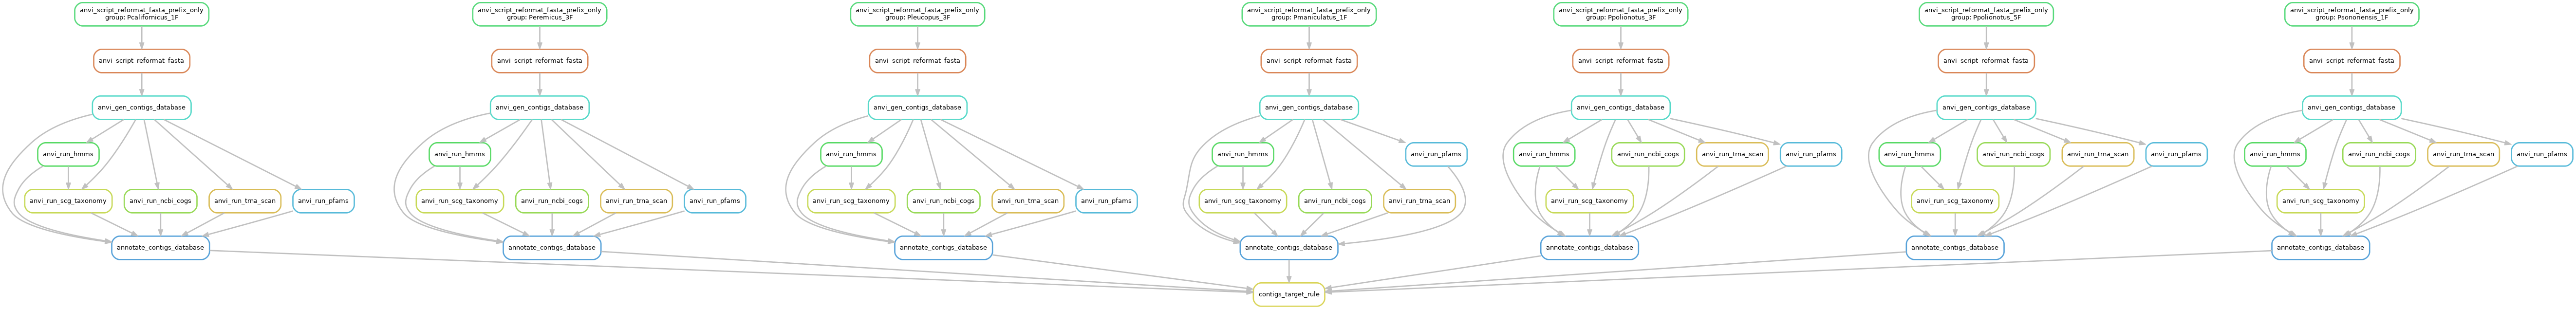 anvi_script_reformat_fasta_prefix_only
group: Pcalifornicus_1F
anvi_script_reformat_fasta_prefix_only
group: Peremicus_3F
anvi_script_reformat_fasta_prefix_only
group: Pleucopus_3F
anvi_script_reformat_fasta_prefix_only
group: Pmaniculatus_1F
anvi_script_reformat_fasta_prefix_only
group: Ppolionotus_3F
anvi_script_reformat_fasta_prefix_only
group: Ppolionotus_5F
anvi_script_reformat_fasta_prefix_only
group: Psonoriensis_1F
anvi_script_reformat_fasta
anvi_script_reformat_fasta
anvi_script_reformat_fasta
anvi_script_reformat_fasta
anvi_script_reformat_fasta
anvi_script_reformat_fasta
anvi_script_reformat_fasta
anvi_gen_contigs_database
anvi_gen_contigs_database
anvi_gen_contigs_database
anvi_gen_contigs_database
anvi_gen_contigs_database
anvi_gen_contigs_database
anvi_gen_contigs_database
anvi_run_hmms
anvi_run_hmms
anvi_run_hmms
anvi_run_hmms
anvi_run_pfams
anvi_run_hmms
anvi_run_ncbi_cogs
anvi_run_trna_scan
anvi_run_pfams
anvi_run_hmms
anvi_run_ncbi_cogs
anvi_run_trna_scan
anvi_run_pfams
anvi_run_hmms
anvi_run_ncbi_cogs
anvi_run_trna_scan
anvi_run_pfams
anvi_run_scg_taxonomy
anvi_run_ncbi_cogs
anvi_run_trna_scan
anvi_run_pfams
anvi_run_scg_taxonomy
anvi_run_ncbi_cogs
anvi_run_trna_scan
anvi_run_pfams
anvi_run_scg_taxonomy
anvi_run_ncbi_cogs
anvi_run_trna_scan
anvi_run_pfams
anvi_run_scg_taxonomy
anvi_run_ncbi_cogs
anvi_run_trna_scan
anvi_run_scg_taxonomy
anvi_run_scg_taxonomy
anvi_run_scg_taxonomy
annotate_contigs_database
annotate_contigs_database
annotate_contigs_database
annotate_contigs_database
annotate_contigs_database
annotate_contigs_database
annotate_contigs_database
contigs_target_rule